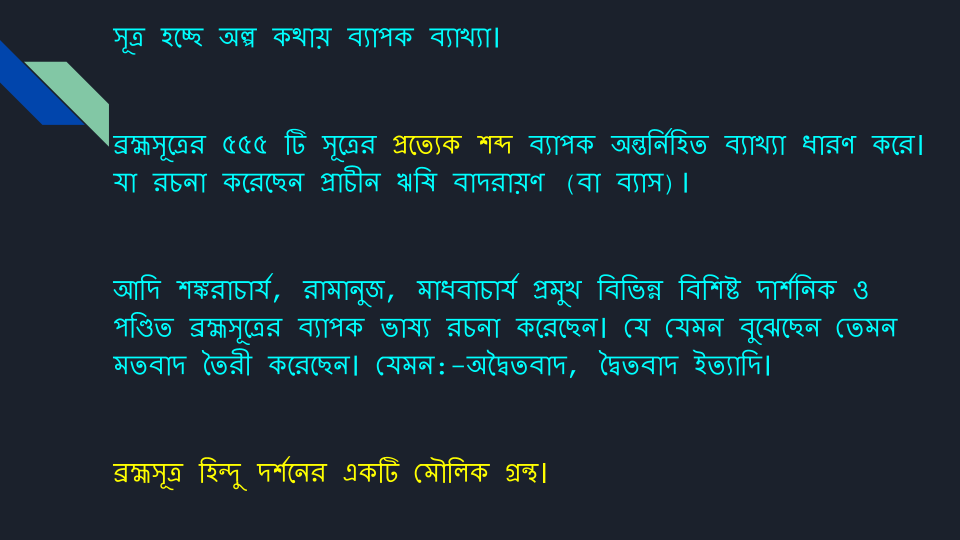 সূত্র হচ্ছে অল্প কথায় ব্যাপক ব্যাখ্যা।
ব্রহ্মসূত্রের ৫৫৫ টি সূত্রের প্রত্যেক শব্দ ব্যাপক অন্তর্নিহিত ব্যাখ্যা ধারণ করে।
যা রচনা করেছেন প্রাচীন ঋষি বাদরায়ণ (বা ব্যাস)।
আদি শঙ্করাচার্য, রামানুজ, মাধবাচার্য প্রমুখ বিভিন্ন বিশিষ্ট দার্শনিক ও
পণ্ডিত ব্রহ্মসূত্রের ব্যাপক ভাষ্য রচনা করেছেন। যে যেমন বুঝেছেন তেমন
মতবাদ তৈরী করেছেন। যেমন:-অদ্বৈতবাদ, দ্বৈতবাদ ইত্যাদি।
ব্রহ্মসূত্র হিন্দু দর্শনের একটি মৌলিক গ্রন্থ।